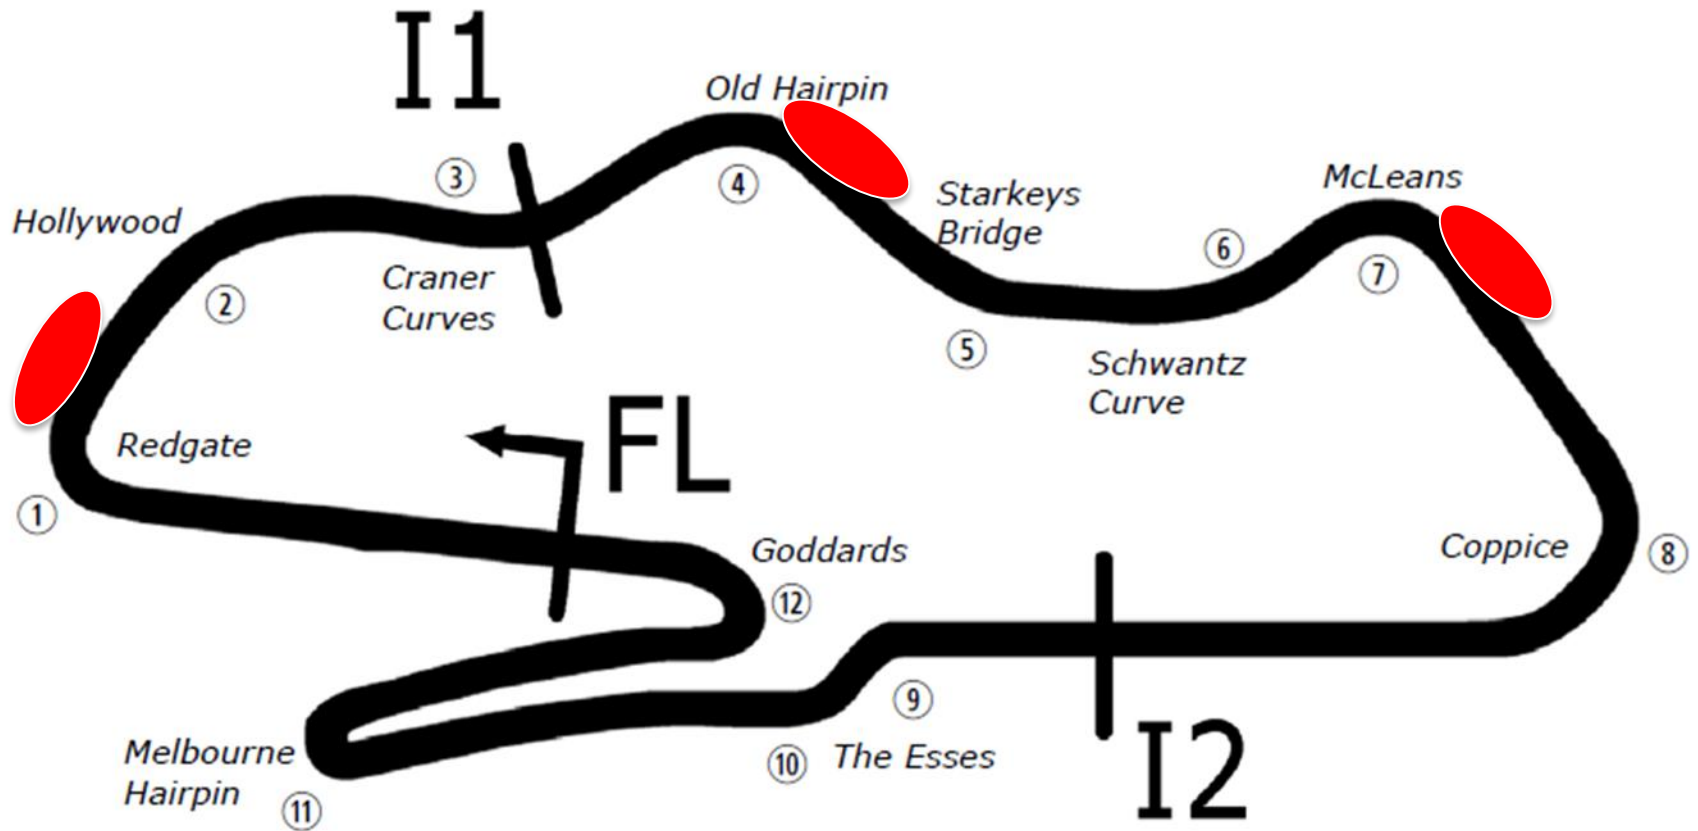 I1
Old Hairpin
③
④
McLeans
Starkeys
Bridge
Hollywood
⑥
⑦
Craner
Curves
②
⑤
Schwantz
Curve
FL
Redgate
①
Goddards
Coppice
⑧
⑫
⑨
Melbourne
Hairpin
⑩
The Esses
I2
⑪